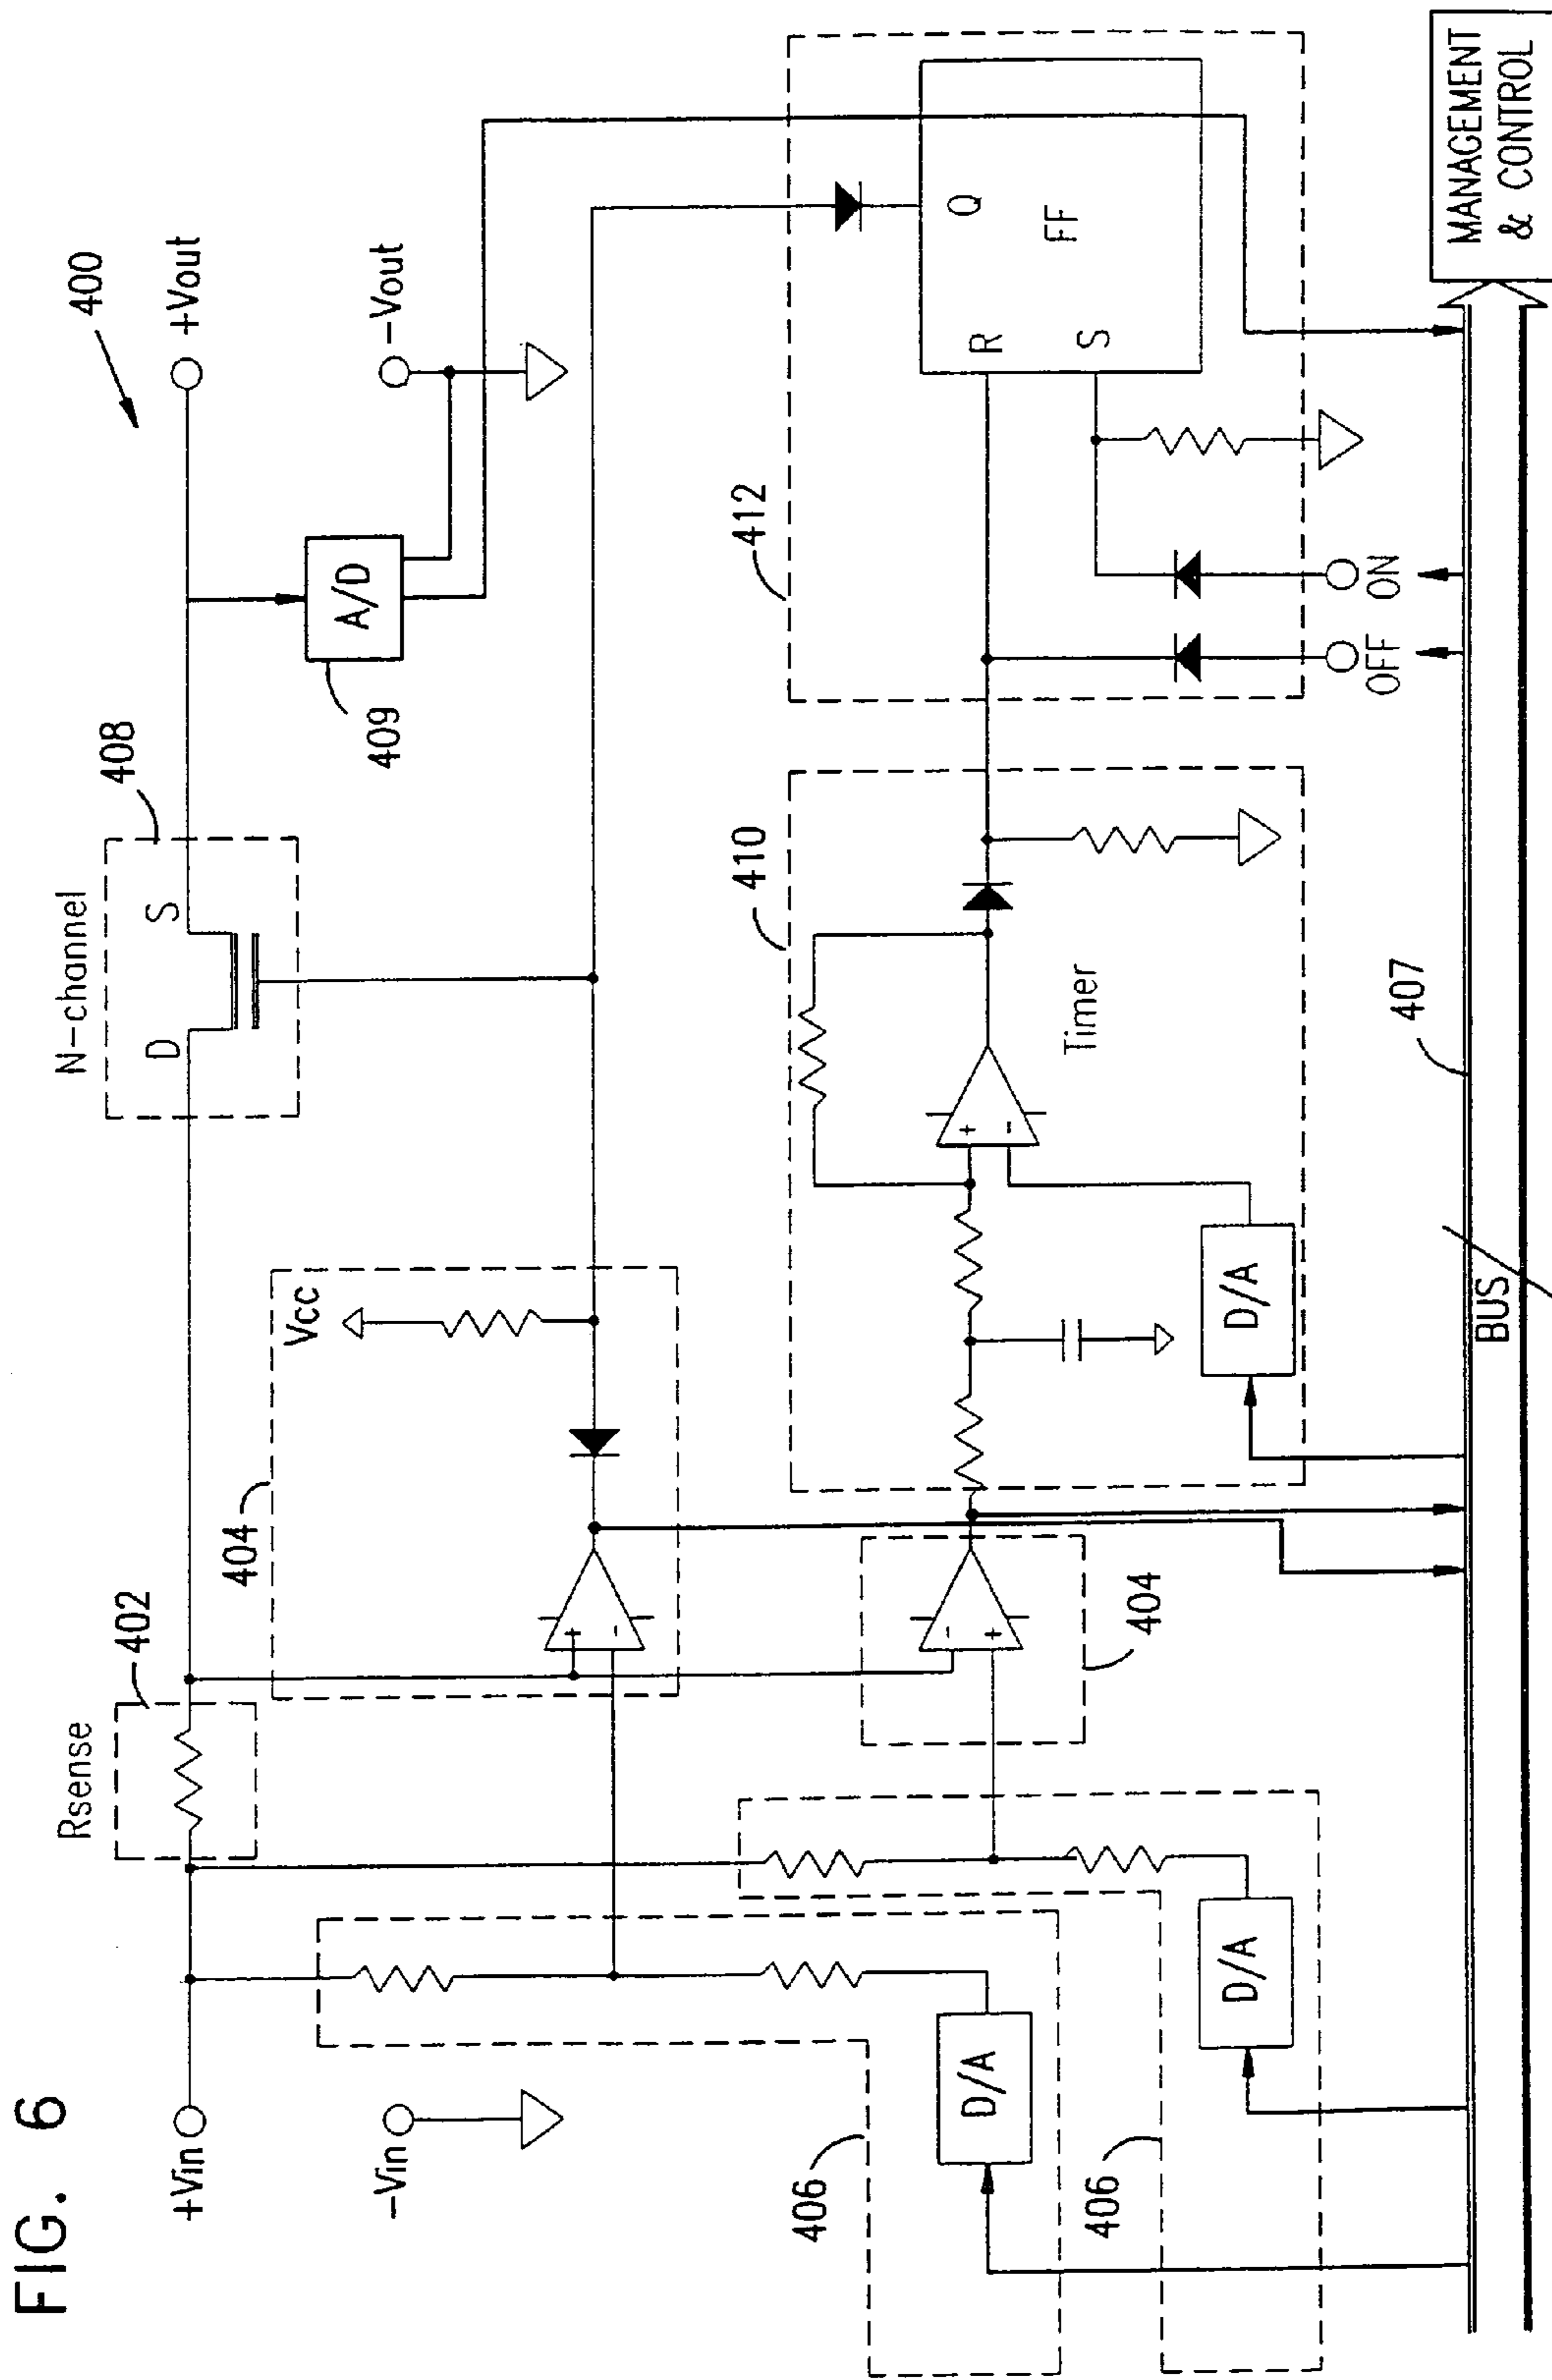 FIG. 6
400
N-channel
408
D
S
+Vout
Rsense
402
+Vin
A/D
409
-Vout
-Vin
404
Vcc
+
-
406
D/A
404
-
+
410
+
-
Timer
D/A
412
Q
FF
R
S
OFF
ON
406
D/A
407
BUS
MANAGEMENT
& CONTROL